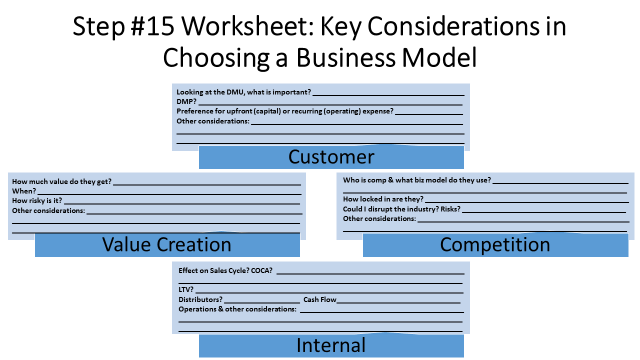 Step #15 Worksheet: Key Considerations in
Choosing a Business Model
Looking at the DMU, what is important?
DMP?
Preference for upfront (capital) or recurring (operating) expense?
Other considerations:
Customer
How much value do they get?
When?
How risky is it?
Other considerations:
Value Creation
Who is comp & what biz model do they use?
How locked in are they?
Could I disrupt the industry? Risks?
Other considerations:
Competition
Effect on Sales Cycle? COCA?
LTV?
Distributors? Cash Flow
Operations & other considerations:
Internal